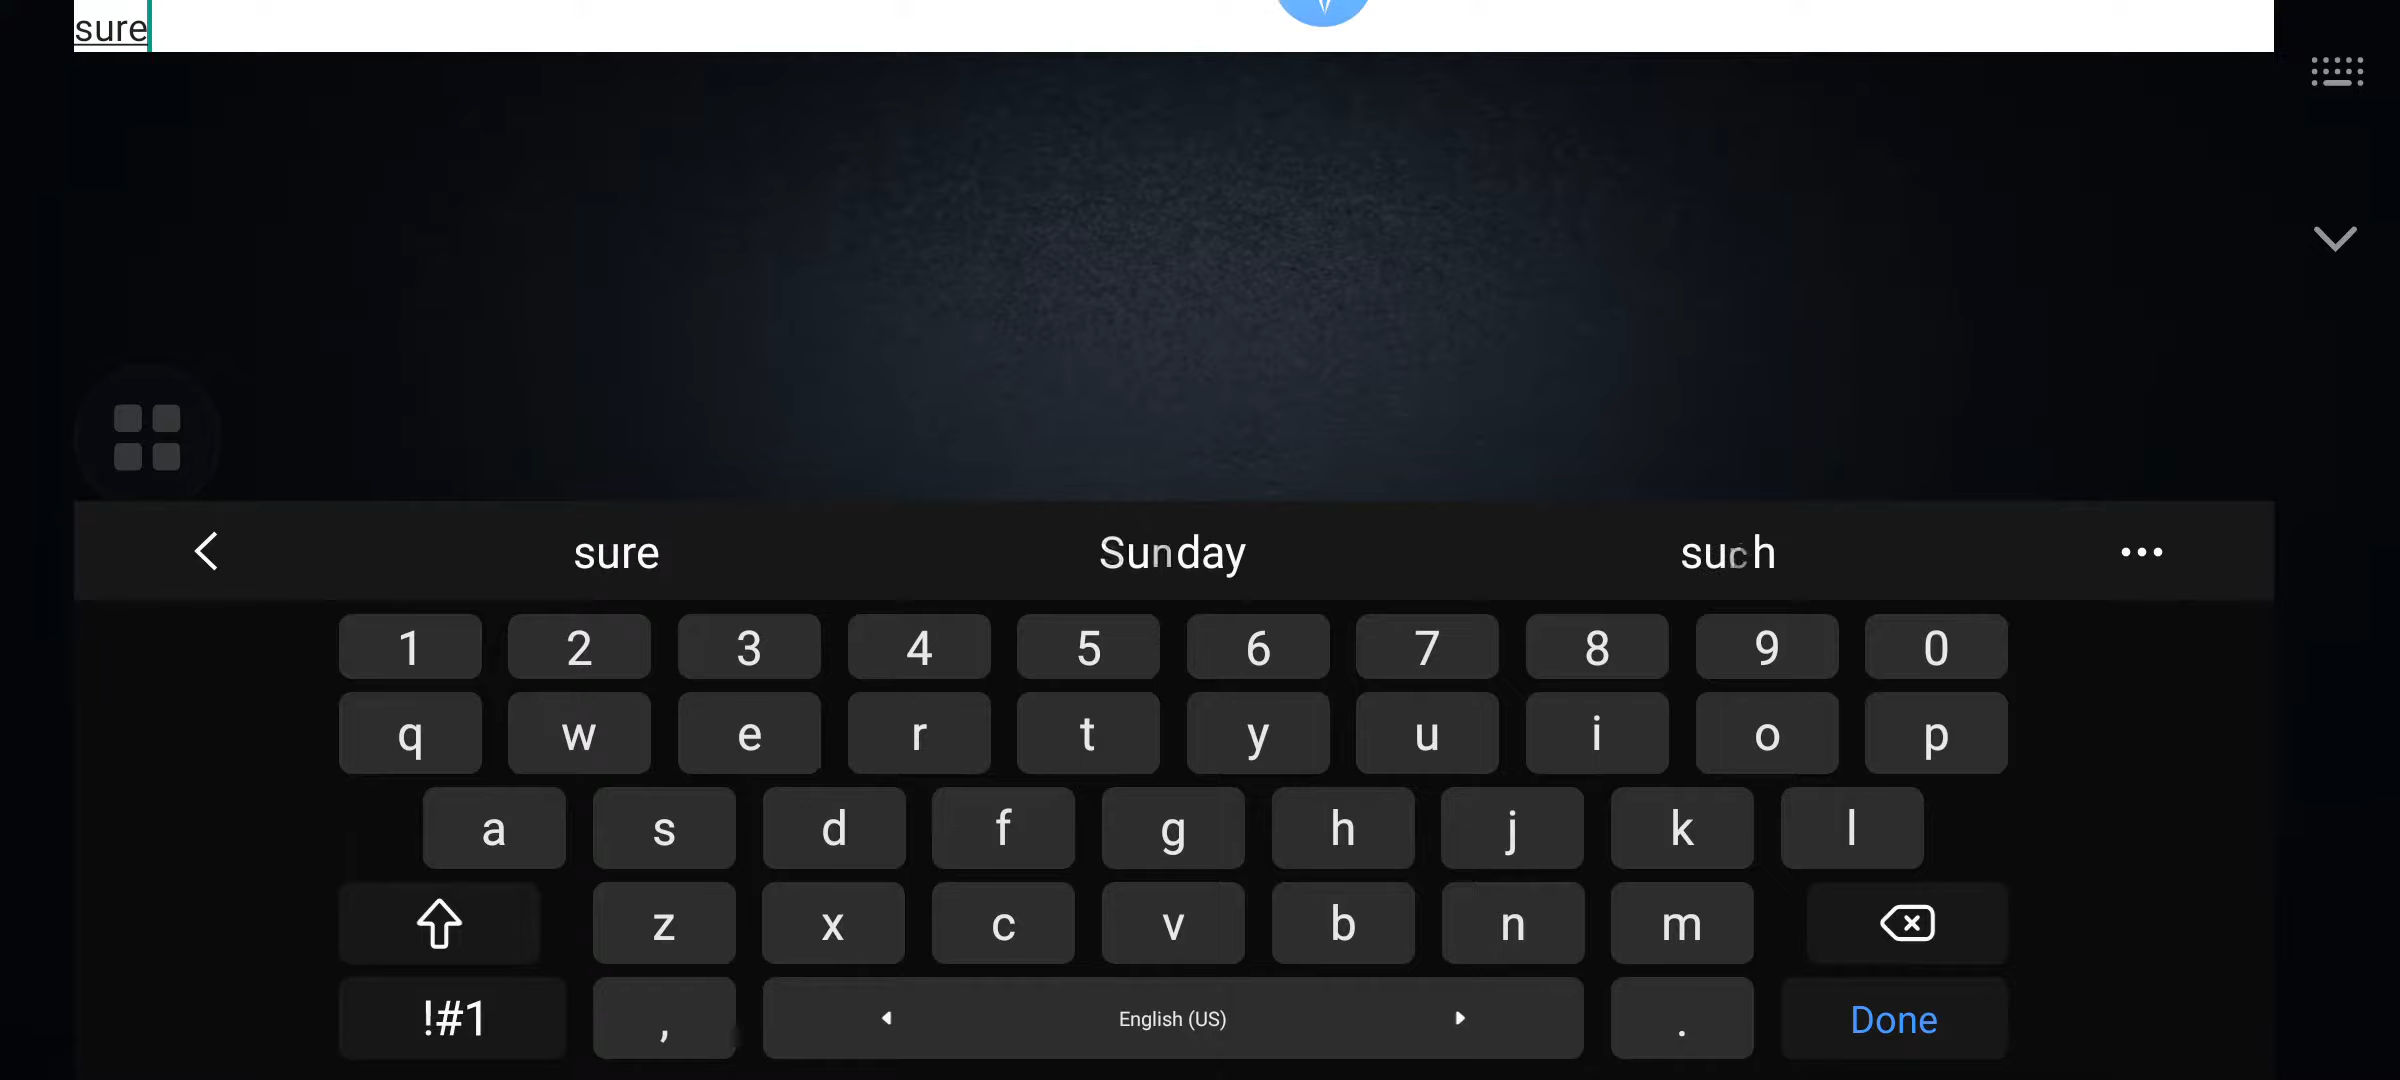 sure
sure Sunday such
1 2 3 4 5 6 7 8 9 0
q w e r t y u i o p
a s d f g h j k l
z x c v b n m
!#1 , English (US) . Done